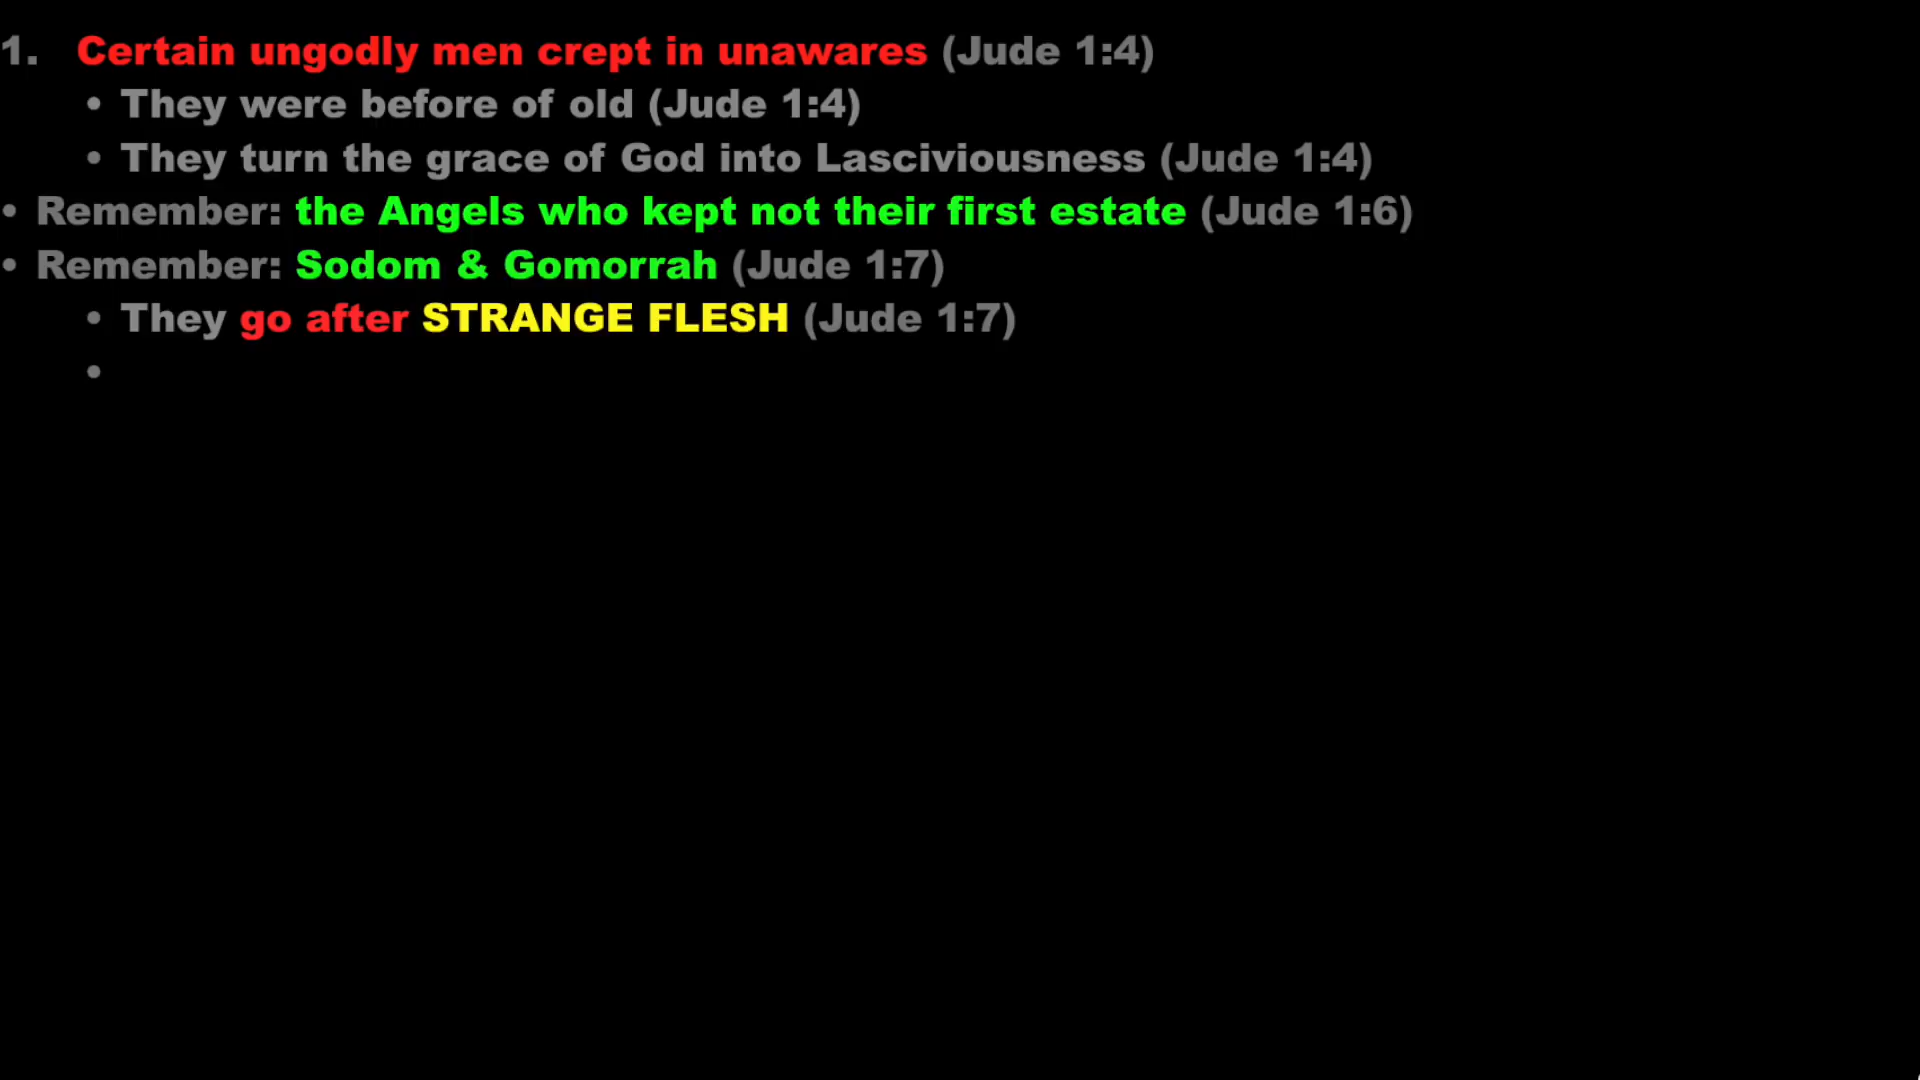 1. Certain ungodly men crept in unawares (Jude 1:4)
• They were before of old (Jude 1:4)
• They turn the grace of God into Lasciviousness (Jude 1:4)
• Remember: the Angels who kept not their first estate (Jude 1:6)
• Remember: Sodom & Gomorrah (Jude 1:7)
• They go after STRANGE FLESH (Jude 1:7)
•